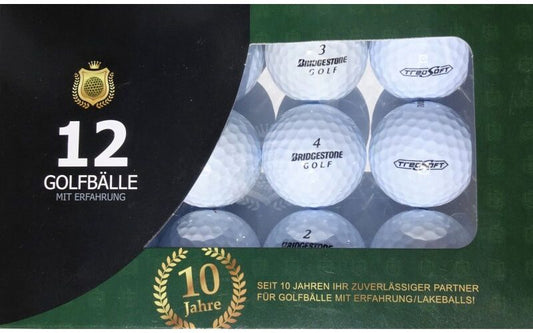 3
BRIDGESTONE
GOLF
TREOSOFT
12
GOLFBÄLLE
MIT ERFAHRUNG
4
BRIDGESTONE
GOLF
TREOSOFT
2
BRIDGESTONE
10
Jahre
SEIT 10 JAHREN IHR ZUVERLÄSSIGER PARTNER
FÜR GOLFBÄLLE MIT ERFAHRUNG/LAKEBALLS!